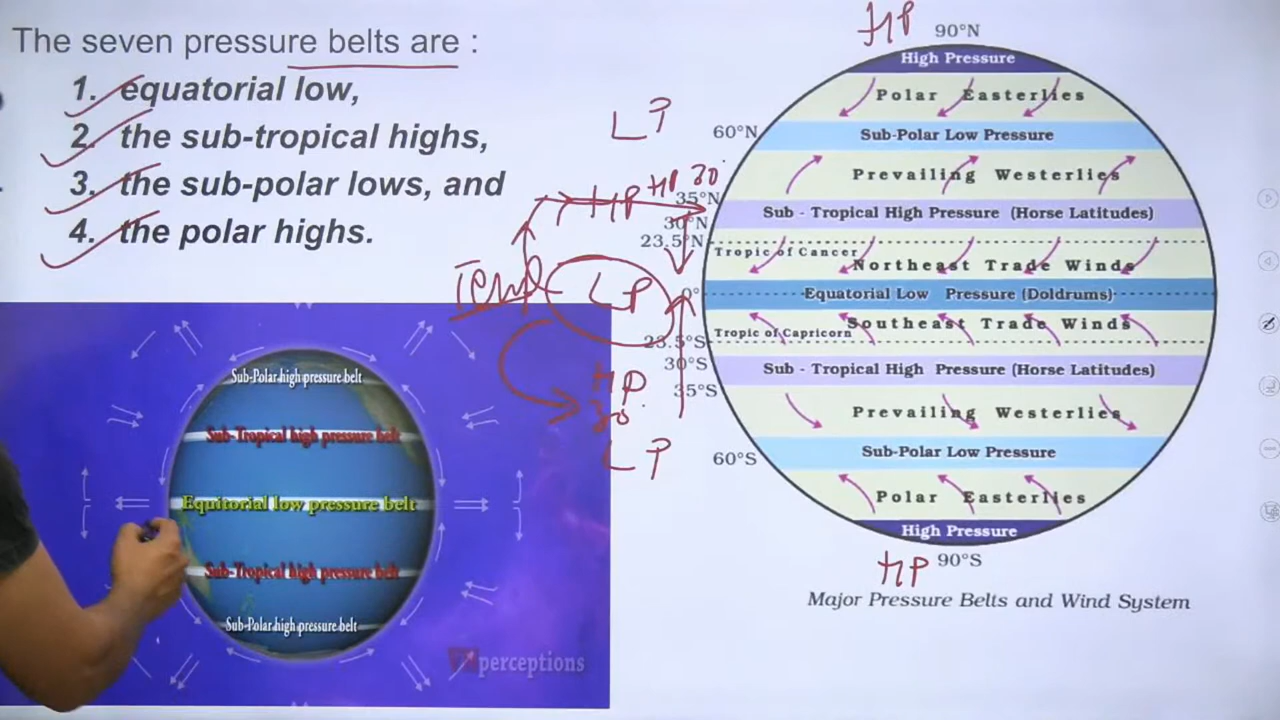 The seven pressure belts are :
1. equatorial low,
2. the sub-tropical highs,
3. the sub-polar lows, and
4. the polar highs.
HP
90°N
High Pressure
Polar Easterlies
LP
60°N
Sub-Polar Low Pressure
Prevailing Westerlies
HP HP 30°
35°N
Sub - Tropical High Pressure (Horse Latitudes)
30°N
23.5°N
Tropic of Cancer
Northeast Trade Winds
Temp LP
0°
Equatorial Low Pressure (Doldrums)
Southeast Trade Winds
Tropic of Capricorn
23.5°S
30°S
Sub - Tropical High Pressure (Horse Latitudes)
HP
35°S
30°
Prevailing Westerlies
LP
60°S
Sub-Polar Low Pressure
Polar Easterlies
High Pressure
HP
90°S
Major Pressure Belts and Wind System
Sub-Polar high pressure belt
Sub-Tropical high pressure belt
Equitorial low pressure belt
Sub-Tropical high pressure belt
Sub-Polar high pressure belt
perceptions